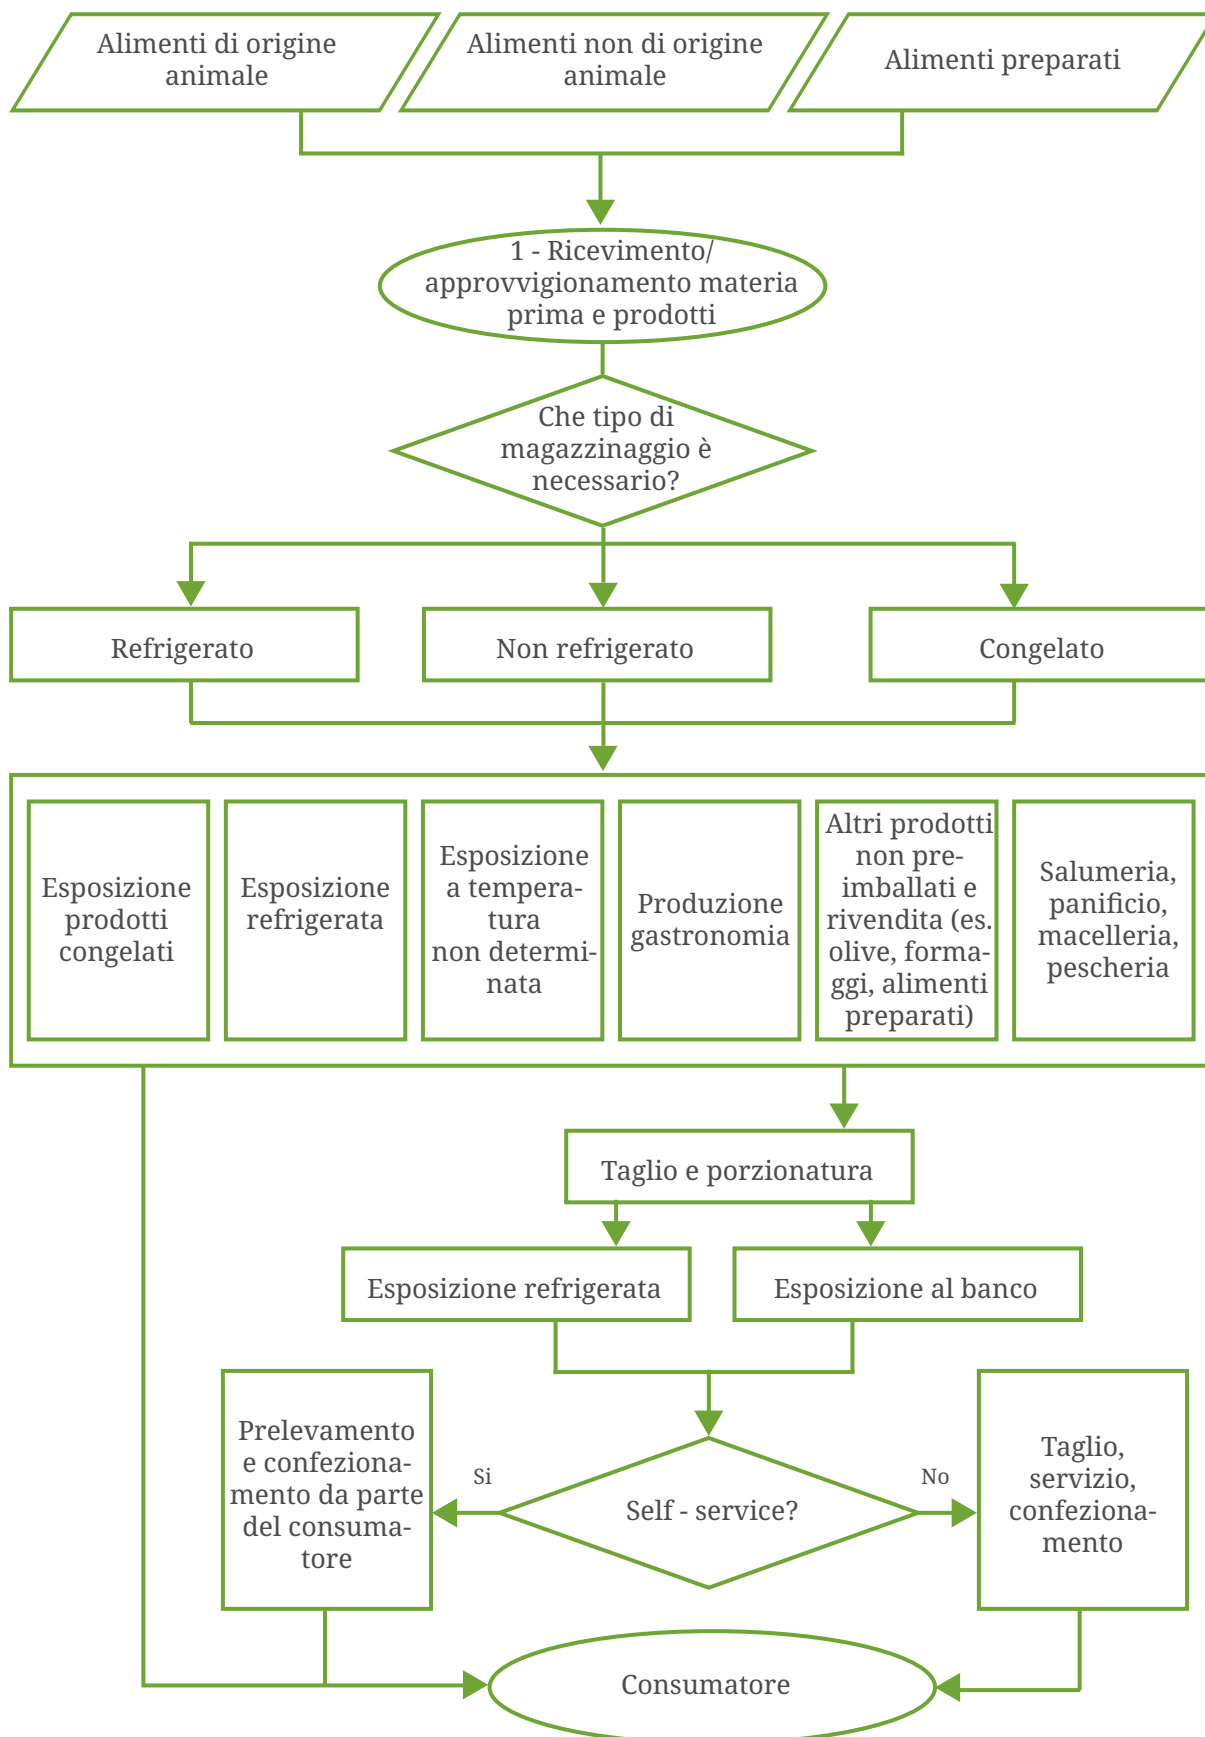 Alimenti di origine
animale
Alimenti non di origine
animale
Alimenti preparati
1 - Ricevimento/
approvvigionamento materia
prima e prodotti
Che tipo di
magazzinaggio è
necessario?
Refrigerato
Non refrigerato
Congelato
Esposizione
prodotti
congelati
Esposizione
refrigerata
Esposizione
a tempera-
tura
non determi-
nata
Produzione
gastronomia
Altri prodotti
non pre-
imballati e
rivendita (es.
olive, forma-
ggi, alimenti
preparati)
Salumeria,
panificio,
macelleria,
pescheria
Taglio e porzionatura
Esposizione refrigerata
Esposizione al banco
Prelevamento
e confeziona-
mento da parte
del consuma-
tore
Si
Self - service?
No
Taglio,
servizio,
confeziona-
mento
Consumatore